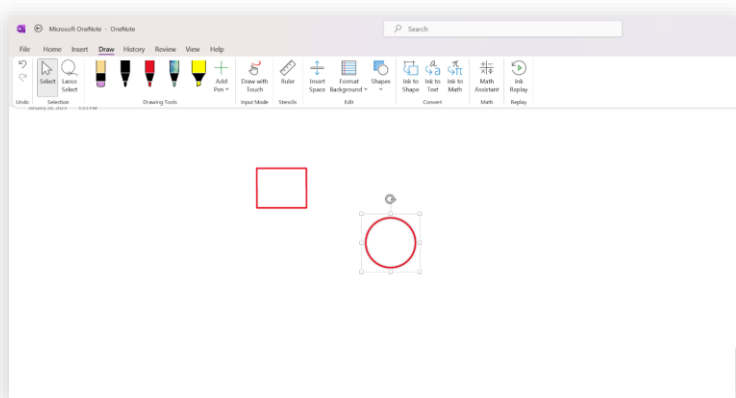 Microsoft OneNote - OneNote
Search
File Home Insert Draw History Review View Help
Undo
Select
Lasso Select
Selection
Add Pen
Drawing Tools
Draw with Touch
Input Mode
Ruler
Stencils
Insert Space
Format Background
Shapes
Edit
Ink to Shape
Ink to Text
Ink to Math
Convert
Math Assistant
Math
Ink Replay
Replay